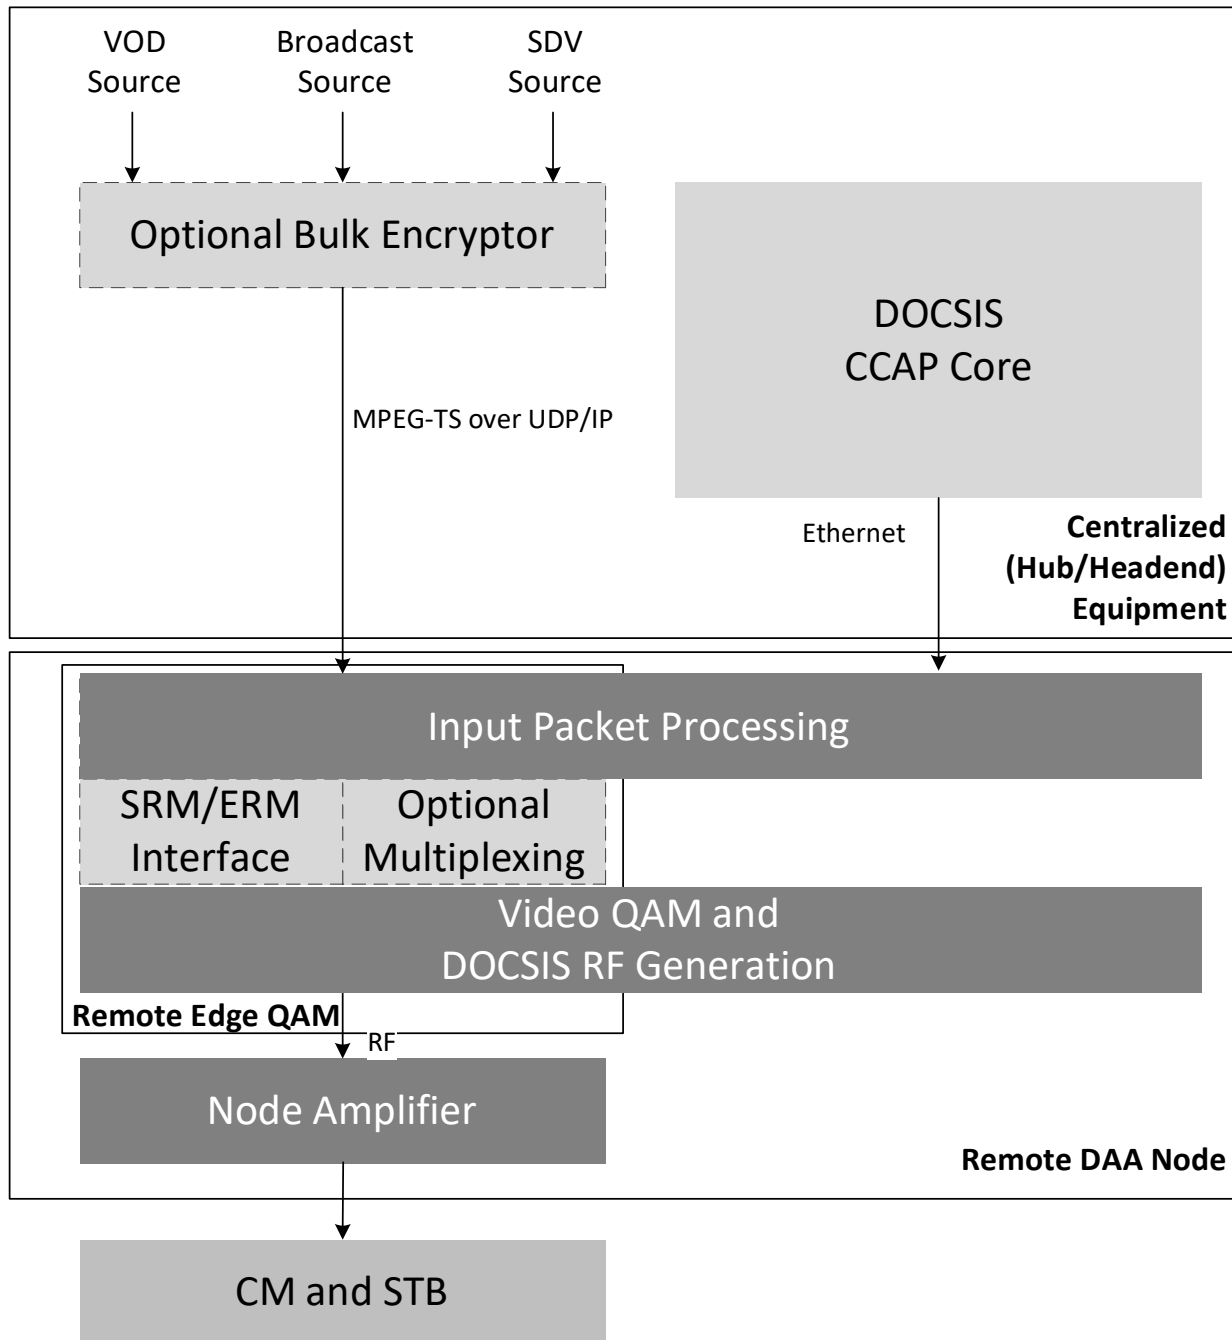 VOD
Source
Broadcast
Source
SDV
Source
Optional Bulk Encryptor
DOCSIS
CCAP Core
MPEG-TS over UDP/IP
Ethernet
Centralized
(Hub/Headend)
Equipment
Input Packet Processing
SRM/ERM
Interface
Optional
Multiplexing
Video QAM and
DOCSIS RF Generation
Remote Edge QAM
RF
Node Amplifier
Remote DAA Node
CM and STB